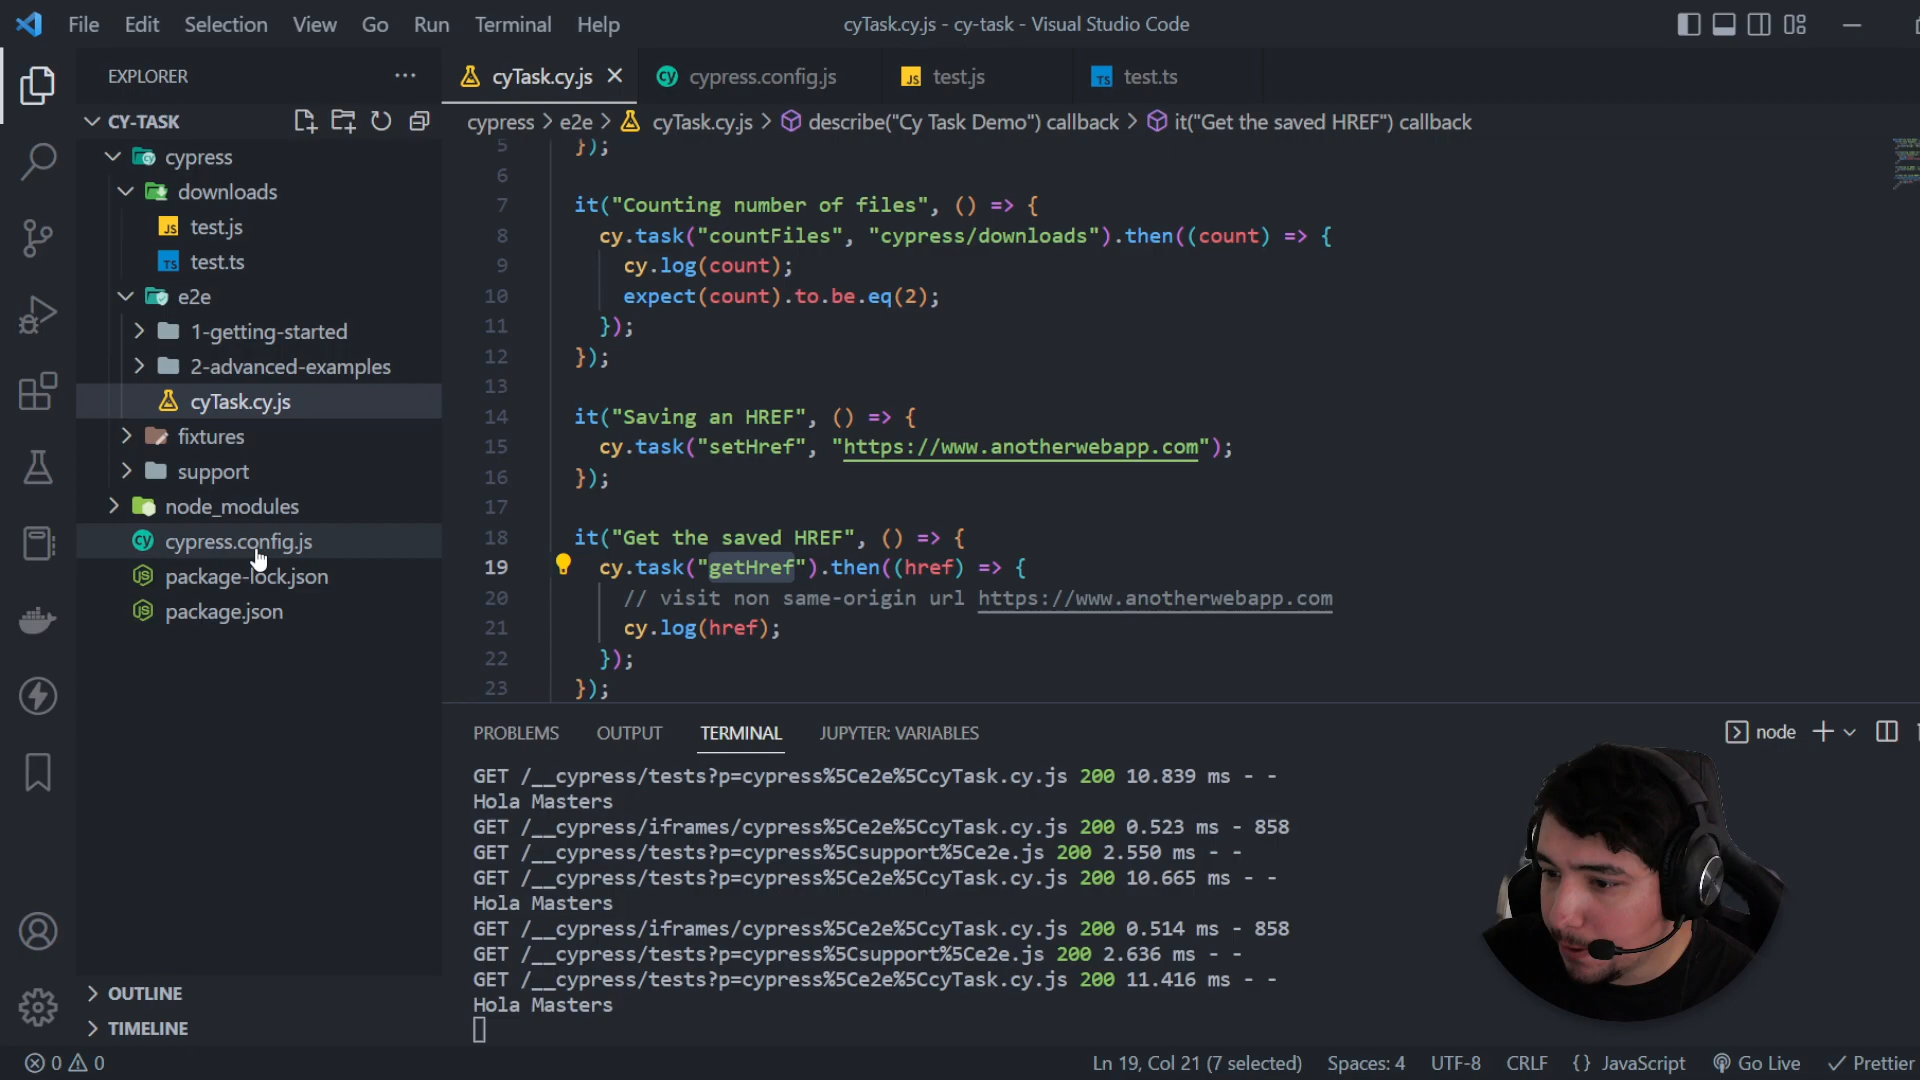 File Edit Selection View Go Run Terminal Help
cyTask.cy.js - cy-task - Visual Studio Code
EXPLORER
CY-TASK
cypress
downloads
test.js
test.ts
e2e
1-getting-started
2-advanced-examples
cyTask.cy.js
fixtures
support
node_modules
cypress.config.js
package-lock.json
package.json
OUTLINE
TIMELINE
cyTask.cy.js cypress.config.js test.js test.ts
cypress > e2e > cyTask.cy.js > describe("Cy Task Demo") callback > it("Get the saved HREF") callback
5 });
6
7 it("Counting number of files", () => {
8 cy.task("countFiles", "cypress/downloads").then((count) => {
9 cy.log(count);
10 expect(count).to.be.eq(2);
11 });
12 });
13
14 it("Saving an HREF", () => {
15 cy.task("setHref", "https://www.anotherwebapp.com");
16 });
17
18 it("Get the saved HREF", () => {
19 cy.task("getHref").then((href) => {
20 // visit non same-origin url https://www.anotherwebapp.com
21 cy.log(href);
22 });
23 });
PROBLEMS OUTPUT TERMINAL JUPYTER: VARIABLES
node
GET /__cypress/tests?p=cypress%5Ce2e%5CcyTask.cy.js 200 10.839 ms - -
Hola Masters
GET /__cypress/iframes/cypress%5Ce2e%5CcyTask.cy.js 200 0.523 ms - 858
GET /__cypress/tests?p=cypress%5Csupport%5Ce2e.js 200 2.550 ms - -
GET /__cypress/tests?p=cypress%5Ce2e%5CcyTask.cy.js 200 10.665 ms - -
Hola Masters
GET /__cypress/iframes/cypress%5Ce2e%5CcyTask.cy.js 200 0.514 ms - 858
GET /__cypress/tests?p=cypress%5Csupport%5Ce2e.js 200 2.636 ms - -
GET /__cypress/tests?p=cypress%5Ce2e%5CcyTask.cy.js 200 11.416 ms - -
Hola Masters
0 0
Ln 19, Col 21 (7 selected) Spaces: 4 UTF-8 CRLF {} JavaScript Go Live Prettier